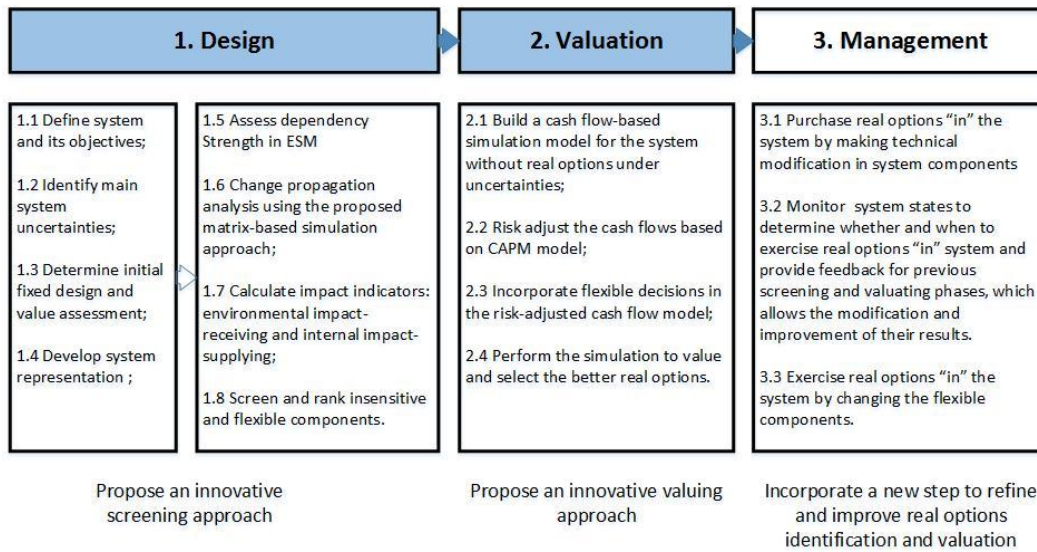 1. Design
2. Valuation
3. Management
1.1 Define system
and its objectives;
1.2 Identify main
system
uncertainties;
1.3 Determine initial
fixed design and
value assessment;
1.4 Develop system
representation ;
1.5 Assess dependency
Strength in ESM
1.6 Change propagation
analysis using the proposed
matrix-based simulation
approach;
1.7 Calculate impact indicators:
environmental impact-
receiving and internal impact-
supplying;
1.8 Screen and rank insensitive
and flexible components.
2.1 Build a cash flow-based
simulation model for the system
without real options under
uncertainties;
2.2 Risk adjust the cash flows based
on CAPM model;
2.3 Incorporate flexible decisions in
the risk-adjusted cash flow model;
2.4 Perform the simulation to value
and select the better real options.
3.1 Purchase real options “in” the
system by making technical
modification in system components
3.2 Monitor system states to
determine whether and when to
exercise real options “in” system and
provide feedback for previous
screening and valuating phases, which
allows the modification and
improvement of their results.
3.3 Exercise real options “in” the
system by changing the flexible
components.
Propose an innovative
screening approach
Propose an innovative valuing
approach
Incorporate a new step to refine
and improve real options
identification and valuation